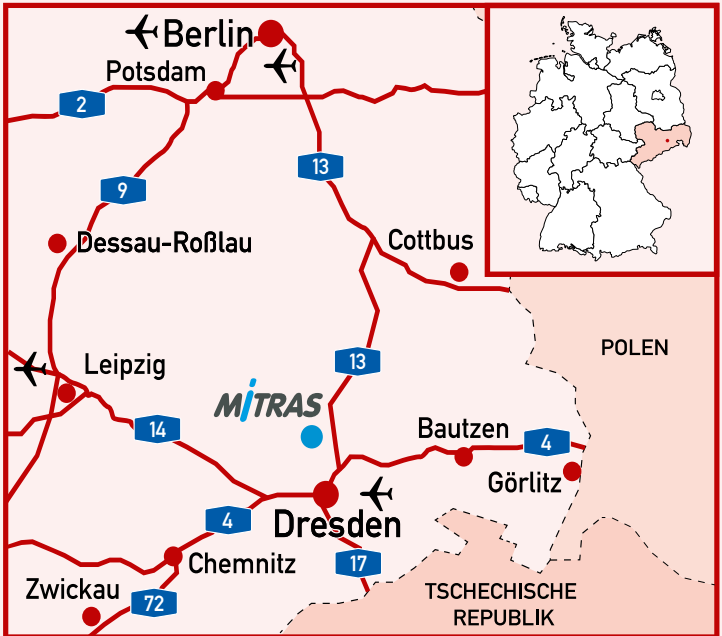 Berlin
Potsdam
2
13
9
Dessau-Roßlau
Cottbus
POLEN
13
Leipzig
MiTRAS
14
Bautzen
4
Görlitz
4
Dresden
Chemnitz
17
Zwickau
72
TSCHECHISCHE
REPUBLIK